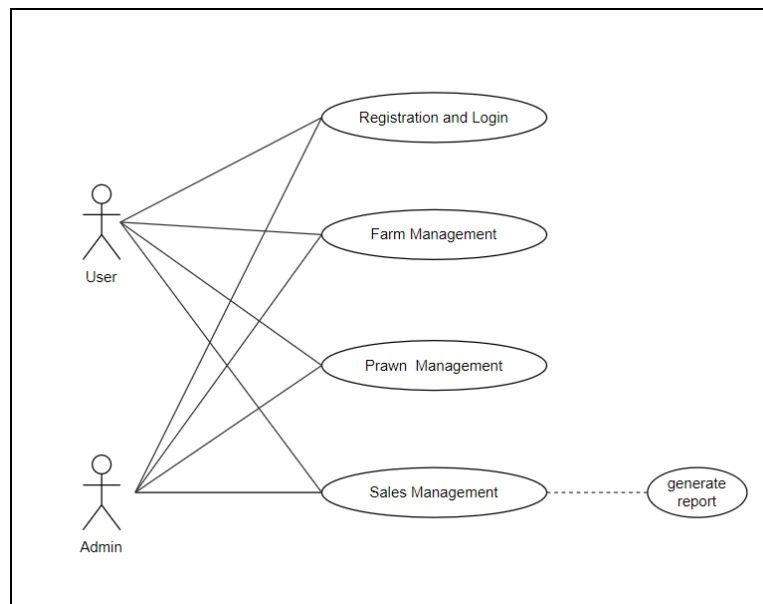 Registration and Login
Farm Management
User
Prawn  Management
Sales Management
generate
report
Admin